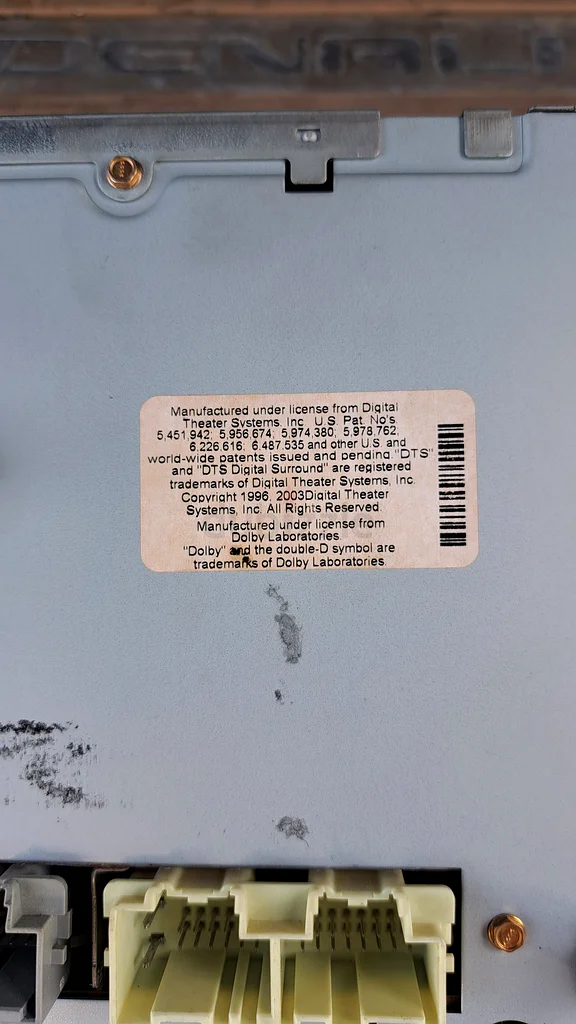 DENALI
Manufactured under license from Digital
Theater Systems, Inc. U.S. Pat. No's.
5,451,942; 5,956,674; 5,974,380; 5,978,762;
6,226,616; 6,487,535 and other U.S. and
world-wide patents issued and pending."DTS"
and "DTS Digital Surround" are registered
trademarks of Digital Theater Systems, Inc.
Copyright 1996, 2003Digital Theater
Systems, Inc. All Rights Reserved.
Manufactured under license from
Dolby Laboratories.
"Dolby" and the double-D symbol are
trademarks of Dolby Laboratories.